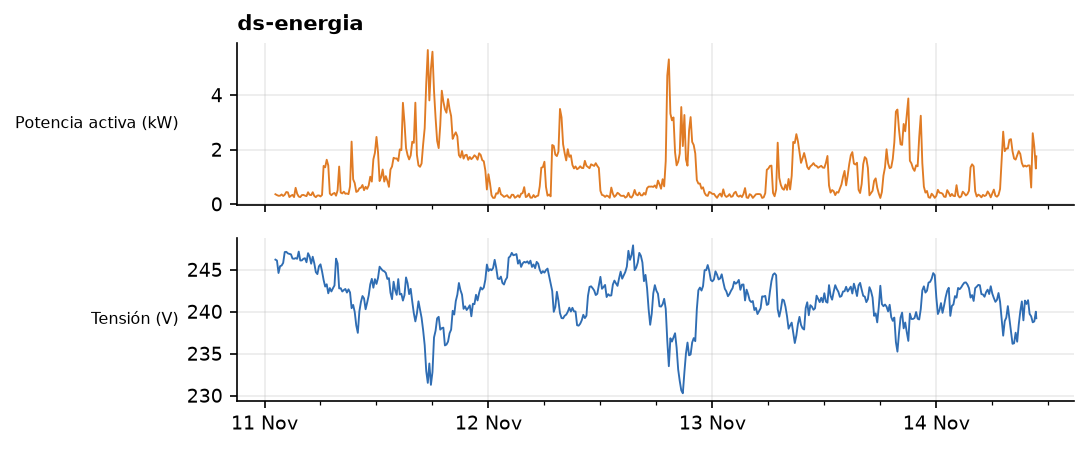 ds-energia
Potencia activa (kW)
4
2
0
Tensión (V)
245
240
235
230
11 Nov
12 Nov
13 Nov
14 Nov